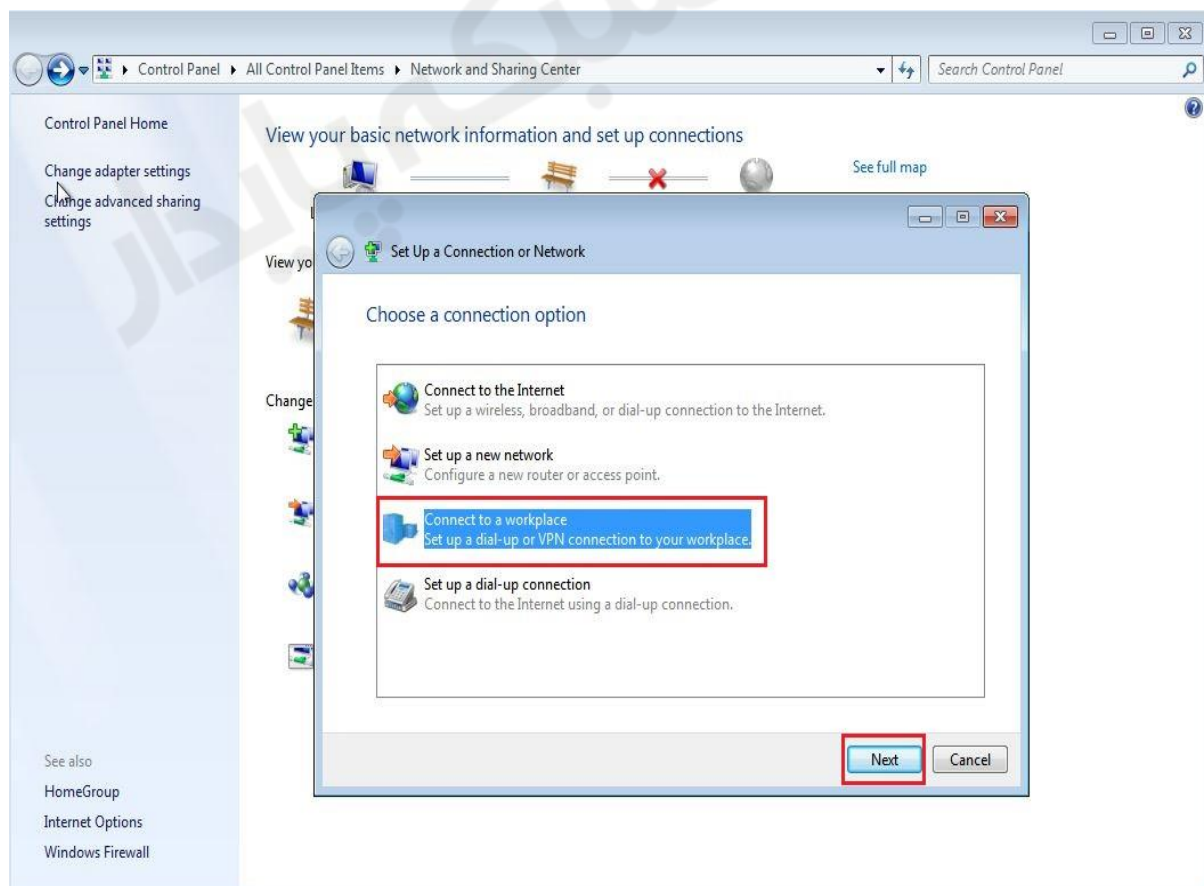 Control Panel ▸ All Control Panel Items ▸ Network and Sharing Center
Search Control Panel
Control Panel Home
Change adapter settings
Change advanced sharing
settings
See also
HomeGroup
Internet Options
Windows Firewall
View your basic network information and set up connections
See full map
View yo
Change
Set Up a Connection or Network
Choose a connection option
Connect to the Internet
Set up a wireless, broadband, or dial-up connection to the Internet.
Set up a new network
Configure a new router or access point.
Connect to a workplace
Set up a dial-up or VPN connection to your workplace.
Set up a dial-up connection
Connect to the Internet using a dial-up connection.
Next
Cancel
شبکه پایدار